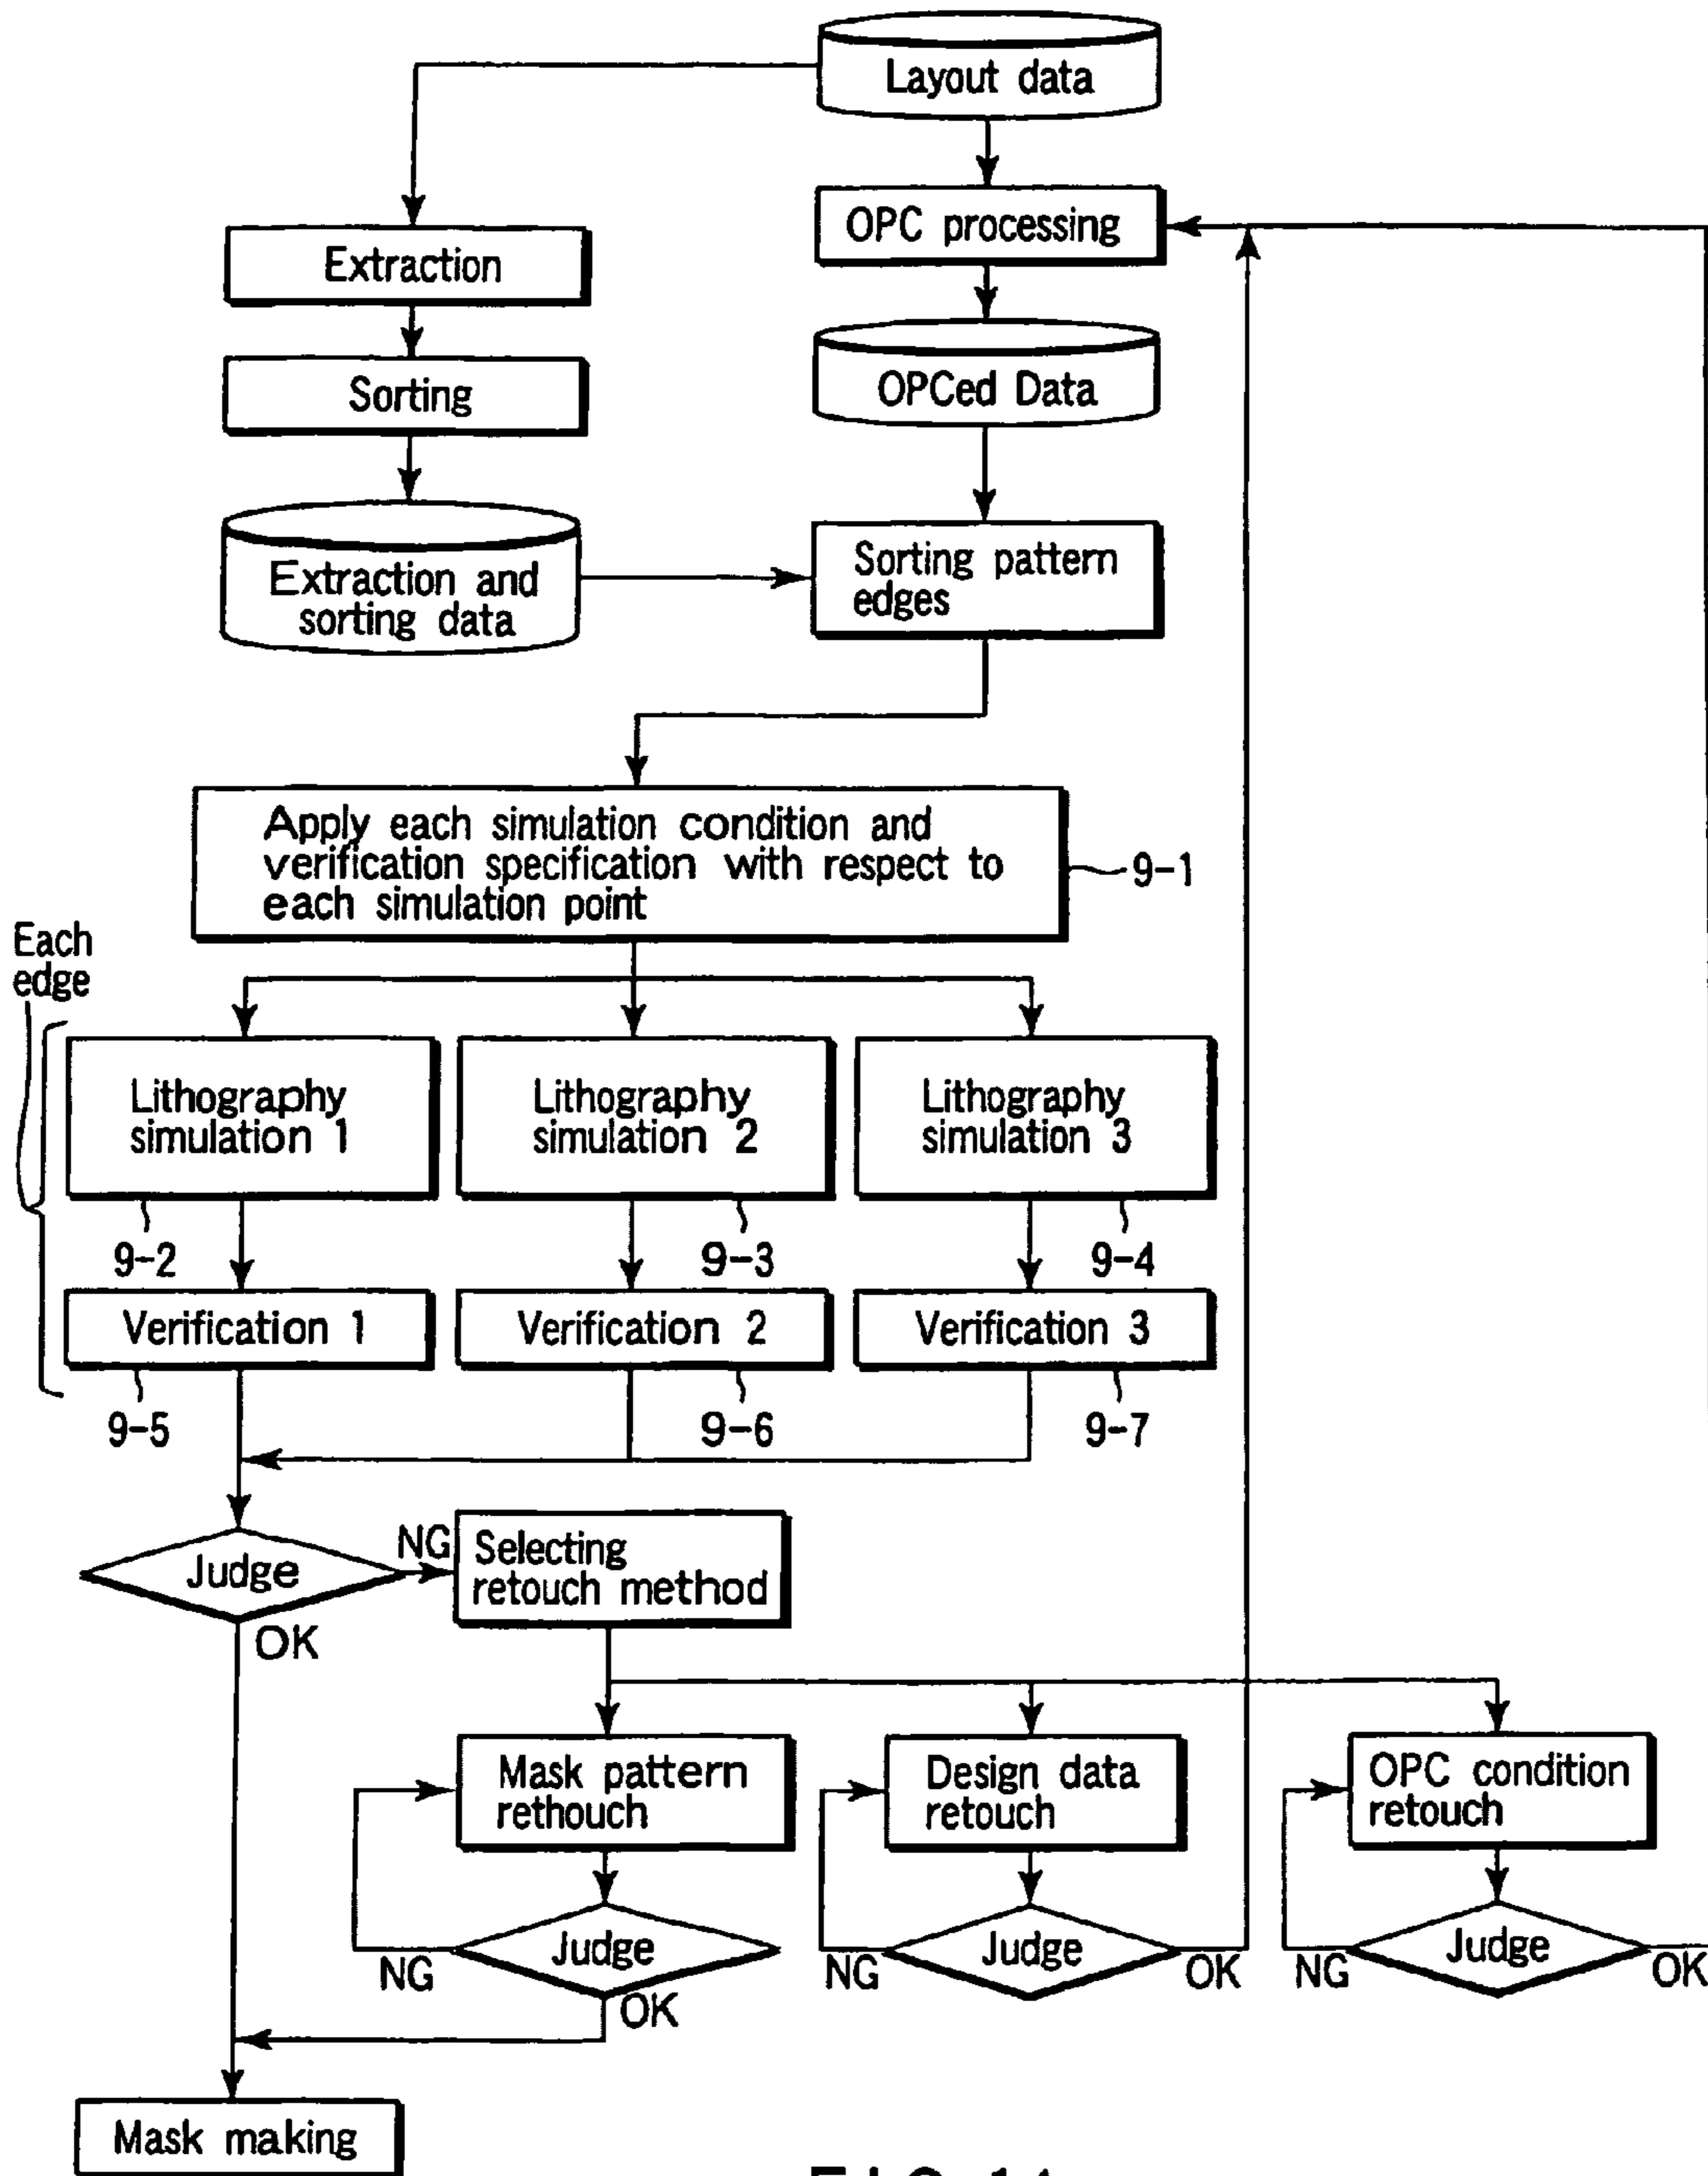 Layout data
OPC processing
Extraction
Sorting
OPCed Data
Extraction and
sorting data
Sorting pattern
edges
Apply each simulation condition and
verification specification with respect to
each simulation point
9-1
Each
edge
Lithography
simulation 1
Lithography
simulation 2
Lithography
simulation 3
9-2
9-3
9-4
Verification 1
Verification 2
Verification 3
9-5
9-6
9-7
Judge
NG
Selecting
retouch method
OK
Mask pattern
rethouch
Design data
retouch
OPC condition
retouch
Judge
NG
OK
Judge
NG
OK
Judge
NG
OK
Mask making